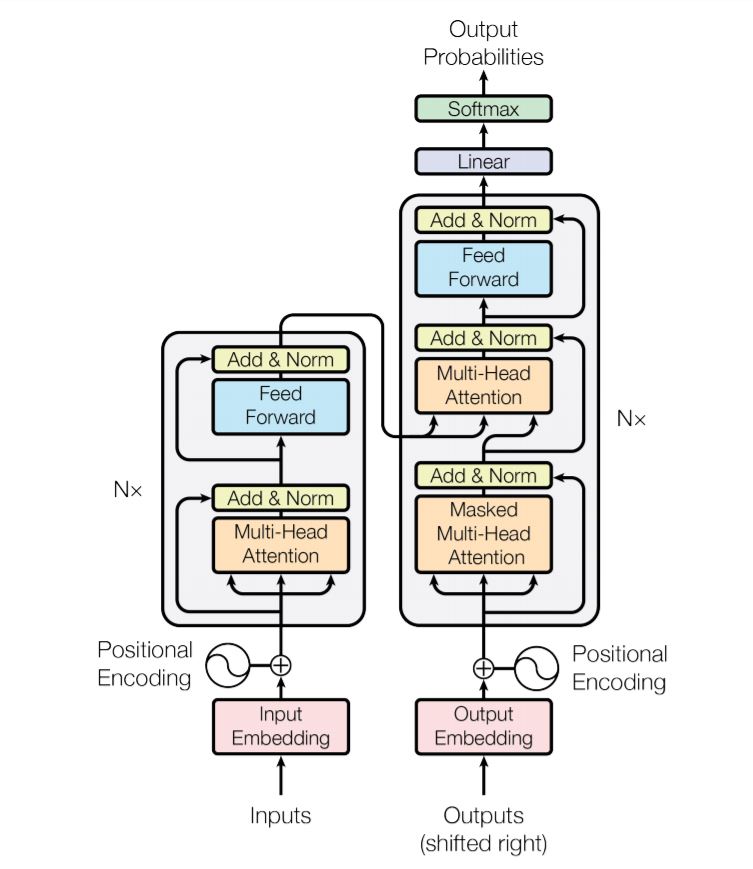 Output
Probabilities
Softmax
Linear
Add & Norm
Feed
Forward
Add & Norm
Multi-Head
Attention
Nx
Add & Norm
Masked
Multi-Head
Attention
Add & Norm
Feed
Forward
Nx
Add & Norm
Multi-Head
Attention
Positional
Encoding
Positional
Encoding
Input
Embedding
Output
Embedding
Inputs
Outputs
(shifted right)